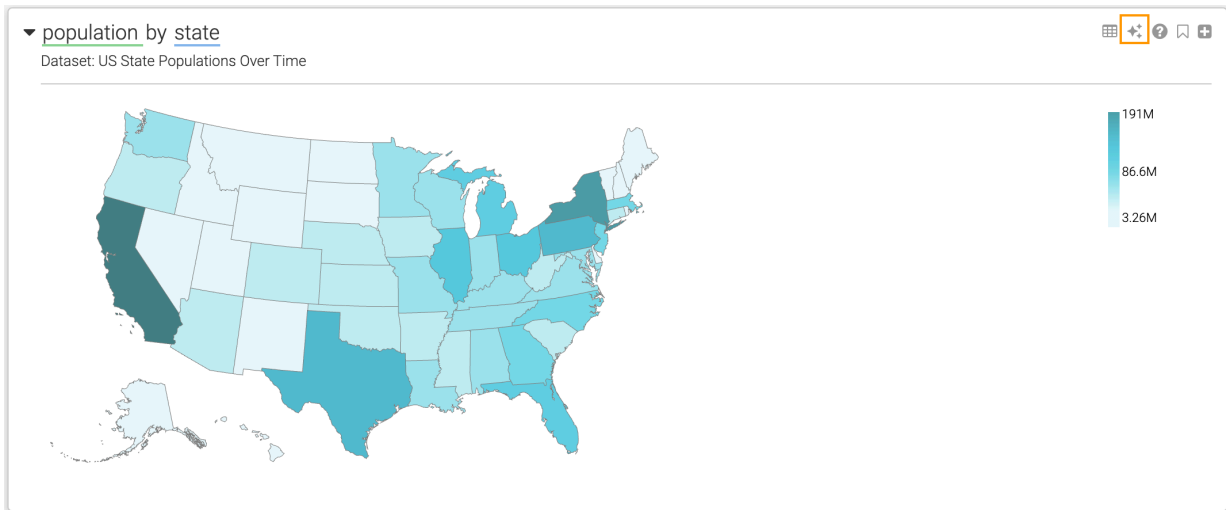 population by state
Dataset: US State Populations Over Time
191M
86.6M
3.26M